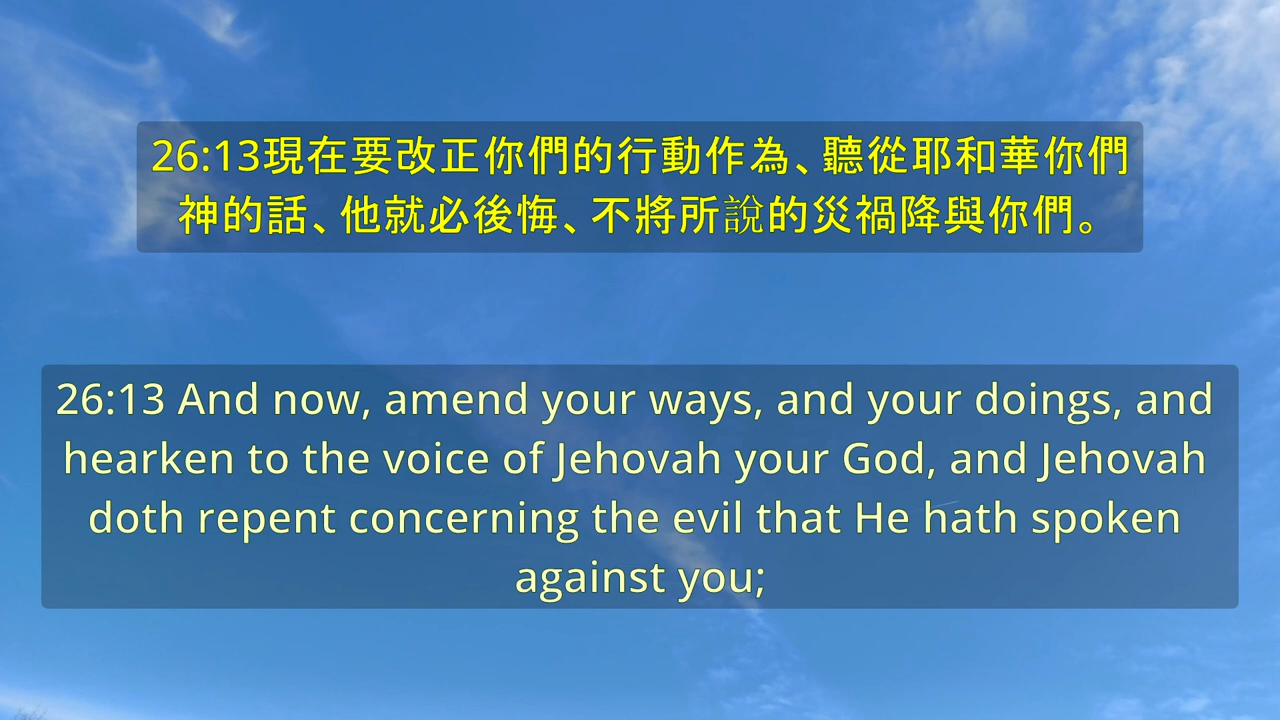 26:13現在要改正你們的行動作為、聽從耶和華你們
神的話、他就必後悔、不將所說的災禍降與你們。
26:13 And now, amend your ways, and your doings, and
hearken to the voice of Jehovah your God, and Jehovah
doth repent concerning the evil that He hath spoken
against you;